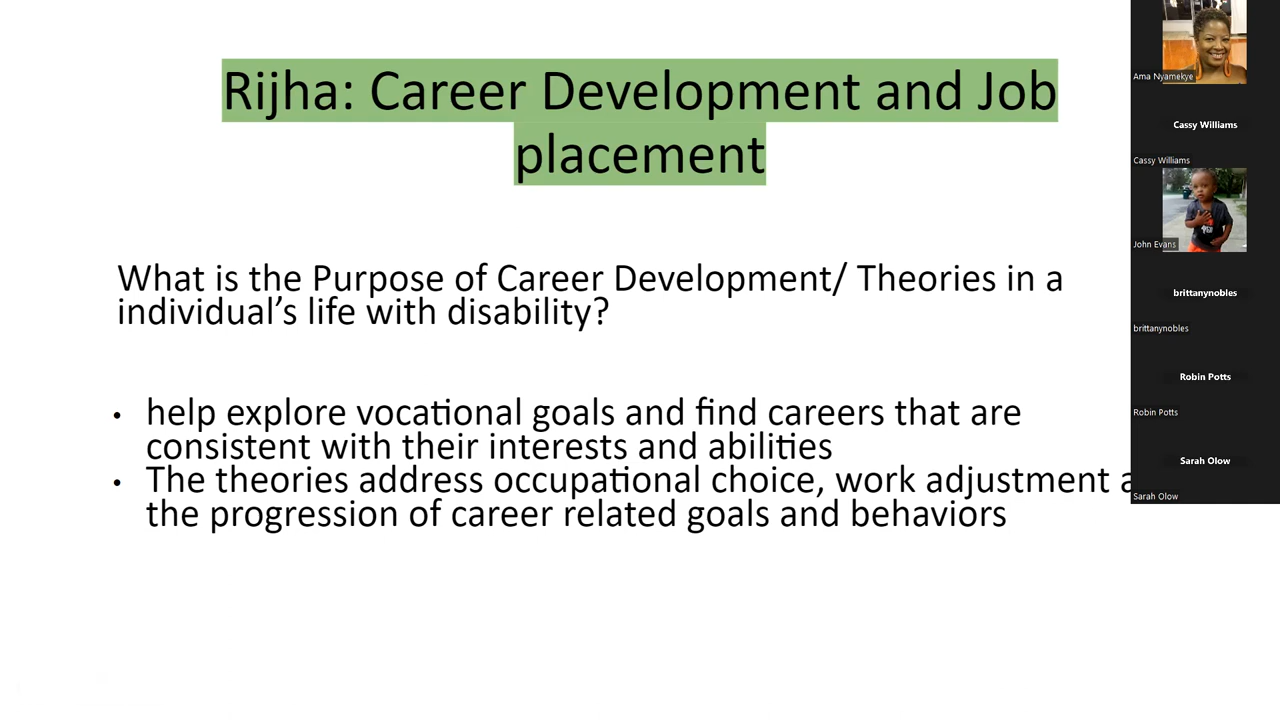 Rijha: Career Development and Job
placement
What is the Purpose of Career Development/ Theories in a
individual’s life with disability?
• help explore vocational goals and find careers that are
consistent with their interests and abilities
• The theories address occupational choice, work adjustment
the progression of career related goals and behaviors
Ama Nyamekye
Cassy Williams
Cassy Williams
John Evans
brittanynobles
brittanynobles
Robin Potts
Robin Potts
Sarah Olow
Sarah Olow